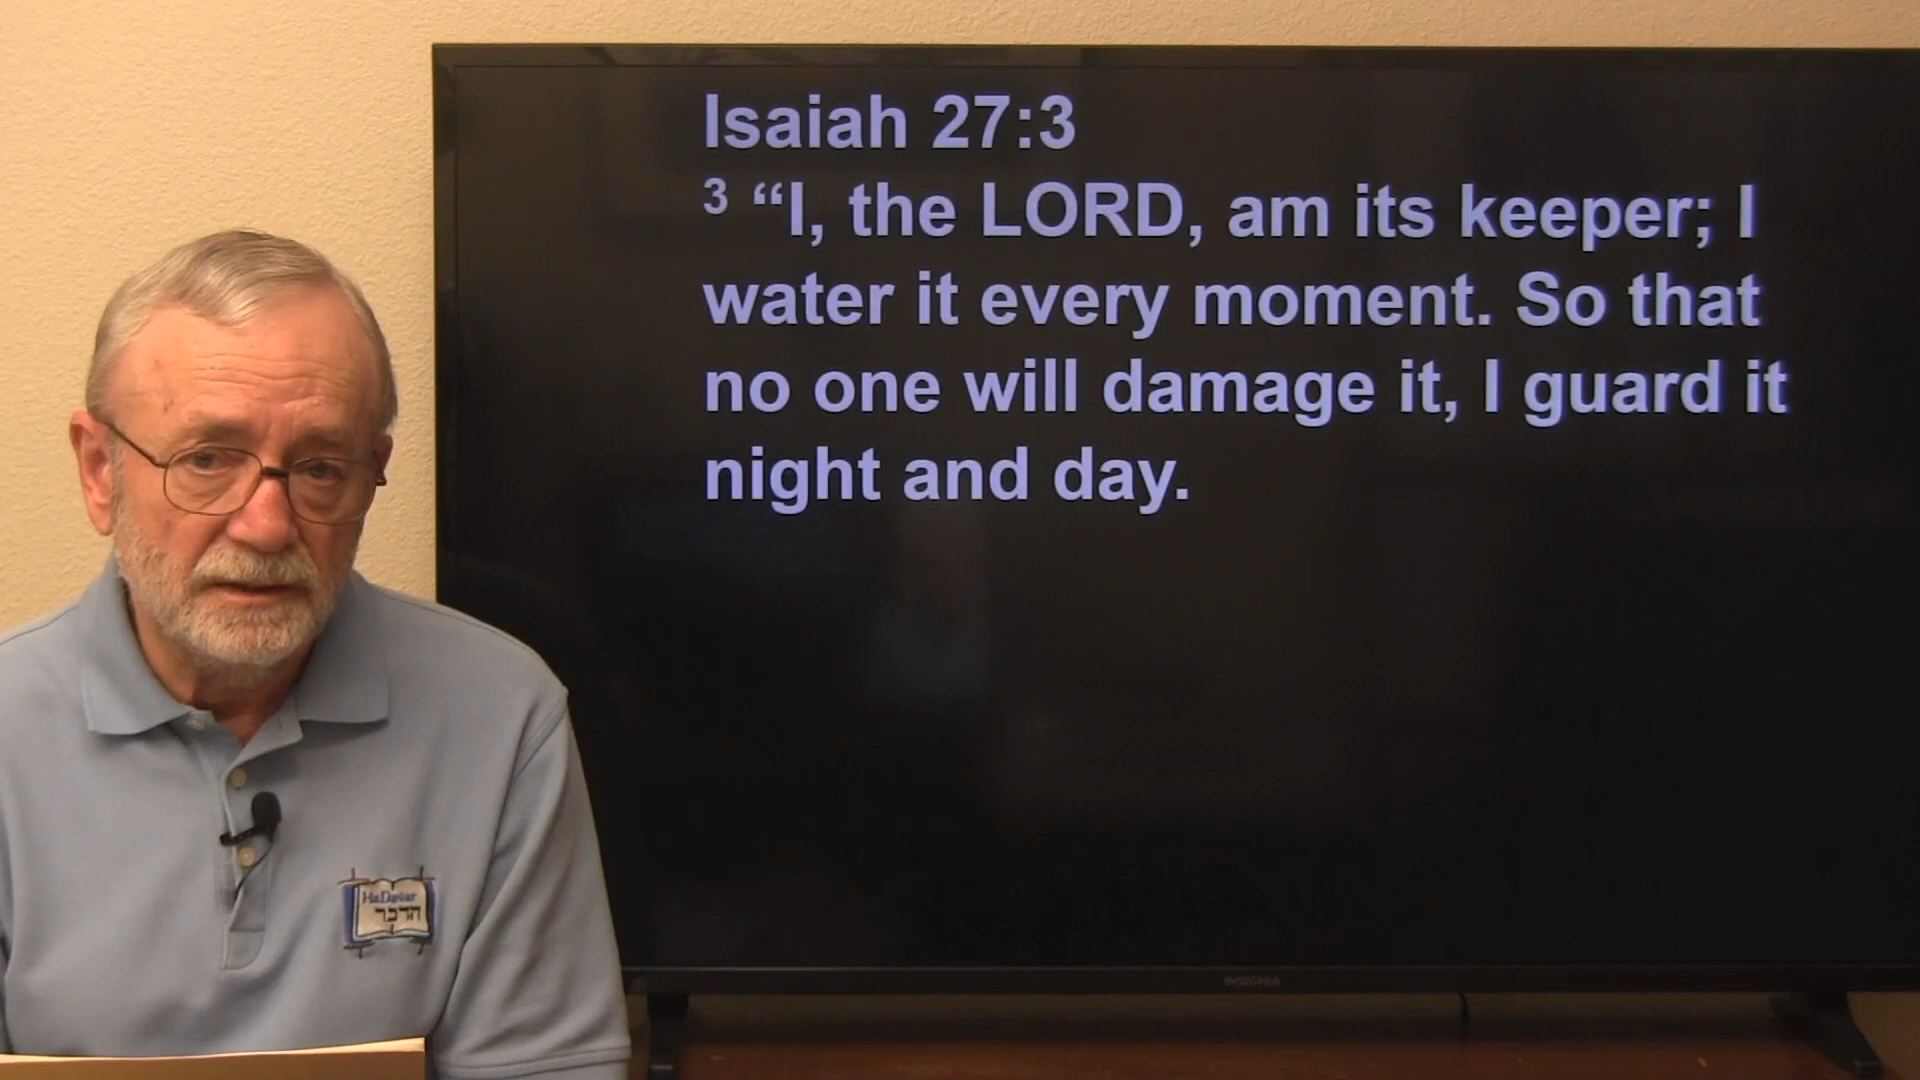 Isaiah 27:3
3 “I, the LORD, am its keeper; I
water it every moment. So that
no one will damage it, I guard it
night and day.
HaDavar
הדבר
INSIGNIA